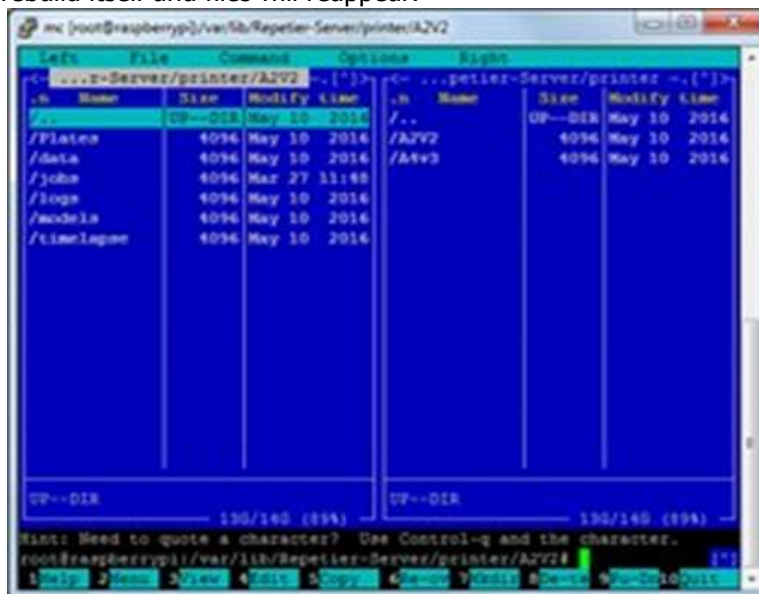 rebuild itself and files will reappear.
mc [root@raspberrypi]:/var/lib/Repetier-Server/printer/A2V2
Left File Command Options Right
<- ...r-Server/printer/A2V2 -.[^]> <- ...petier-Server/printer -.[^]>
.n Name Size Modify time .n Name Size Modify time
/.. UP--DIR May 10 2016 /.. UP--DIR May 10 2016
/Plates 4096 May 10 2016 /A2V2 4096 May 10 2016
/data 4096 May 10 2016 /A4v3 4096 May 10 2016
/jobs 4096 Mar 27 11:48
/logs 4096 May 10 2016
/models 4096 May 10 2016
/timelapse 4096 May 10 2016
UP--DIR UP--DIR
13G/14G (89%) 13G/14G (89%)
Hint: Need to quote a character? Use Control-q and the character.
root@raspberrypi:/var/lib/Repetier-Server/printer/A2V2# [^]
1Help 2Menu 3View 4Edit 5Copy 6Re-ov 7Mkdir 8De-te 9Pu-Dn 10Quit